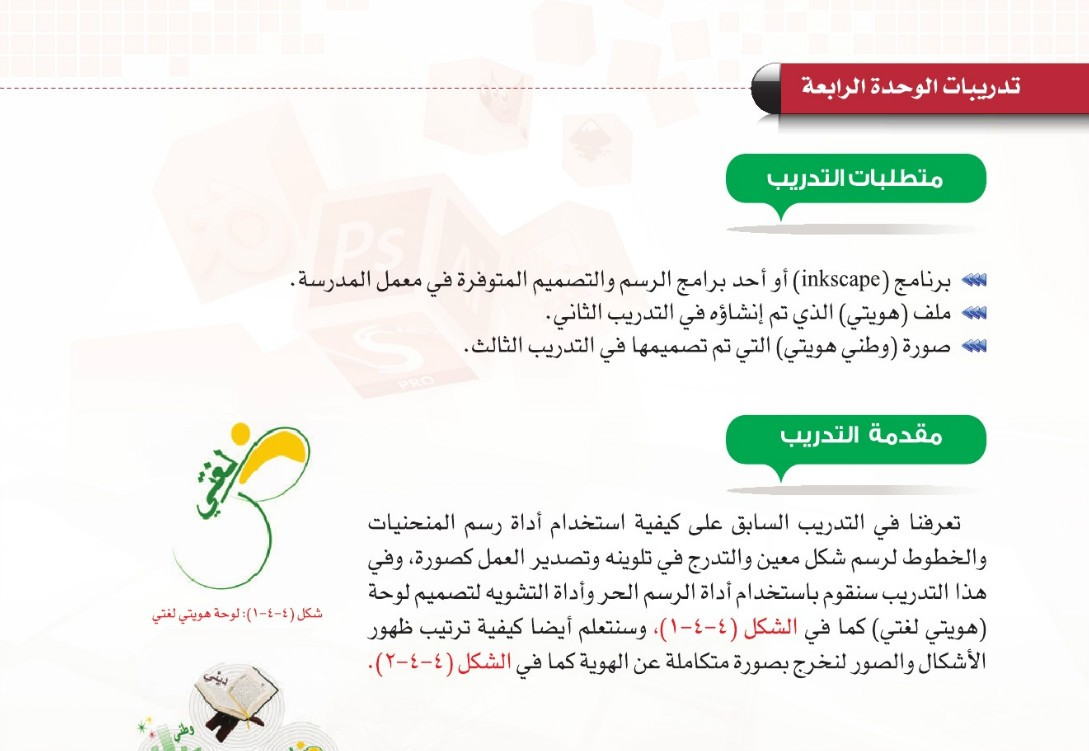 تدريبات الوحدة الرابعة
متطلبات التدريب
برنامج (inkscape) أو أحد برامج الرسم والتصميم المتوفرة في معمل المدرسة.
ملف (هويتي) الذي تم إنشاؤه في التدريب الثاني.
صورة (وطني هويتي) التي تم تصميمها في التدريب الثالث.
PS
PRO
مقدمة التدريب
تعرفنا في التدريب السابق على كيفية استخدام أداة رسم المنحنيات
والخطوط لرسم شكل معين والتدرج في تلوينه وتصدير العمل كصورة، وفي
هذا التدريب سنقوم باستخدام أداة الرسم الحر وأداة التشويه لتصميم لوحة
(هويتي لغتي) كما في الشكل (٤-٤-١)، وسنتعلم أيضا كيفية ترتيب ظهور
الأشكال والصور لنخرج بصورة متكاملة عن الهوية كما في الشكل (٤-٤-٢).
لغتي
شكل (٤-٤-١): لوحة هويتي لغتي
ديني
وطني